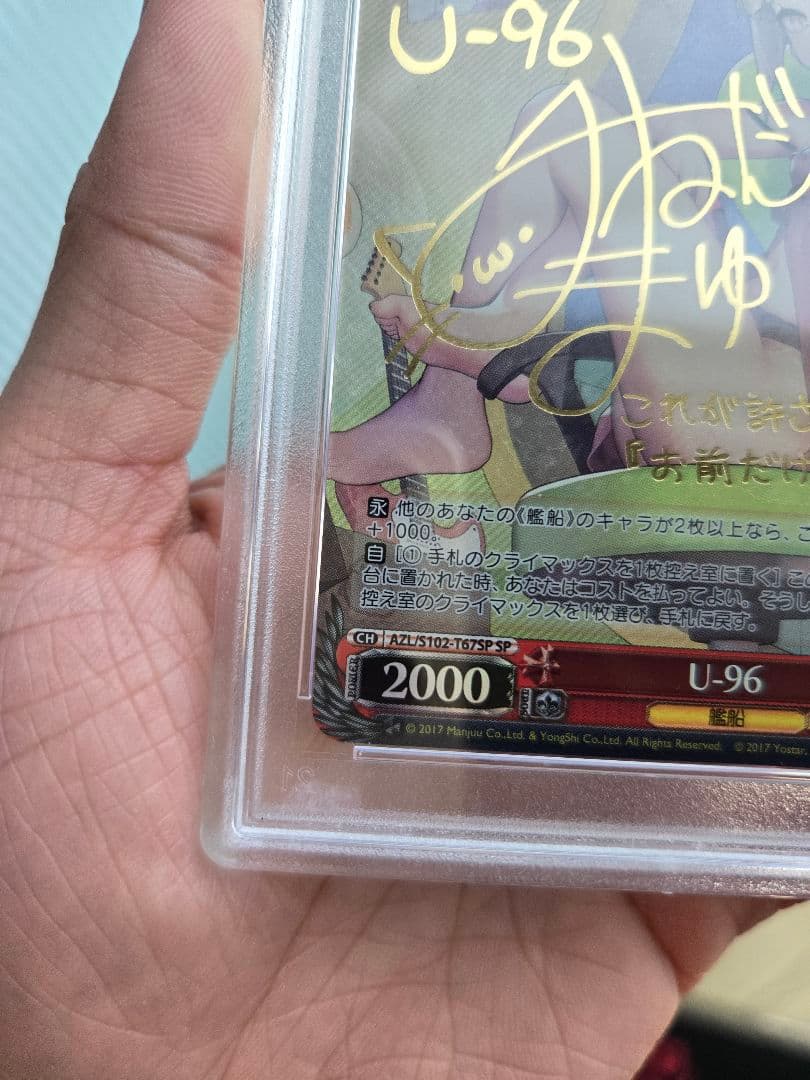 U-96
ねだん
まゆ
これが許さ
『お前だけ
永 他のあなたの《艦船》のキャラが2枚以上なら、こ
+1000。
自 [① 手札のクライマックスを1枚控え室に置く] この
台に置かれた時、あなたはコストを払ってよい。そうし
控え室のクライマックスを1枚選び、手札に戻す。
CH AZL/S102-T67SP SP
POWER 2000 U-96
SOUL 艦船
© 2017 Manjuu Co.,Ltd. & YongShi Co.,Ltd. All Rights Reserved. © 2017 Yostar,